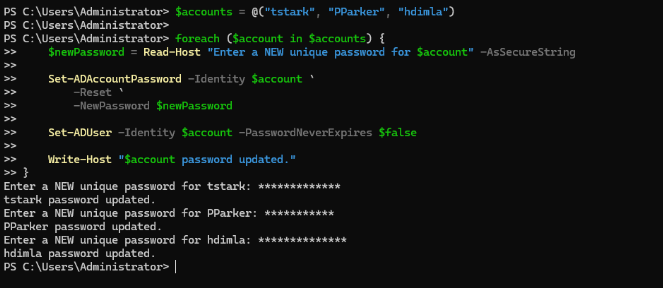 PS C:\Users\Administrator> $accounts = @("tstark", "PParker", "hdimla")
PS C:\Users\Administrator>
PS C:\Users\Administrator> foreach ($account in $accounts) {
>>     $newPassword = Read-Host "Enter a NEW unique password for $account" -AsSecureString
>>
>>     Set-ADAccountPassword -Identity $account `
>>         -Reset `
>>         -NewPassword $newPassword
>>
>>     Set-ADUser -Identity $account -PasswordNeverExpires $false
>>
>>     Write-Host "$account password updated."
>> }
Enter a NEW unique password for tstark: *************
tstark password updated.
Enter a NEW unique password for PParker: ***********
PParker password updated.
Enter a NEW unique password for hdimla: **************
hdimla password updated.
PS C:\Users\Administrator>